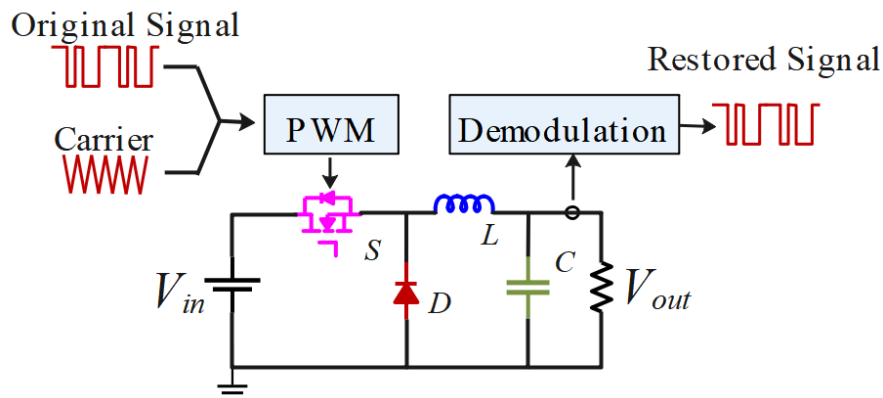 Original Signal
Restored Signal
Carrier
PWM
Demodulation
S
L
C
V_in
D
V_out